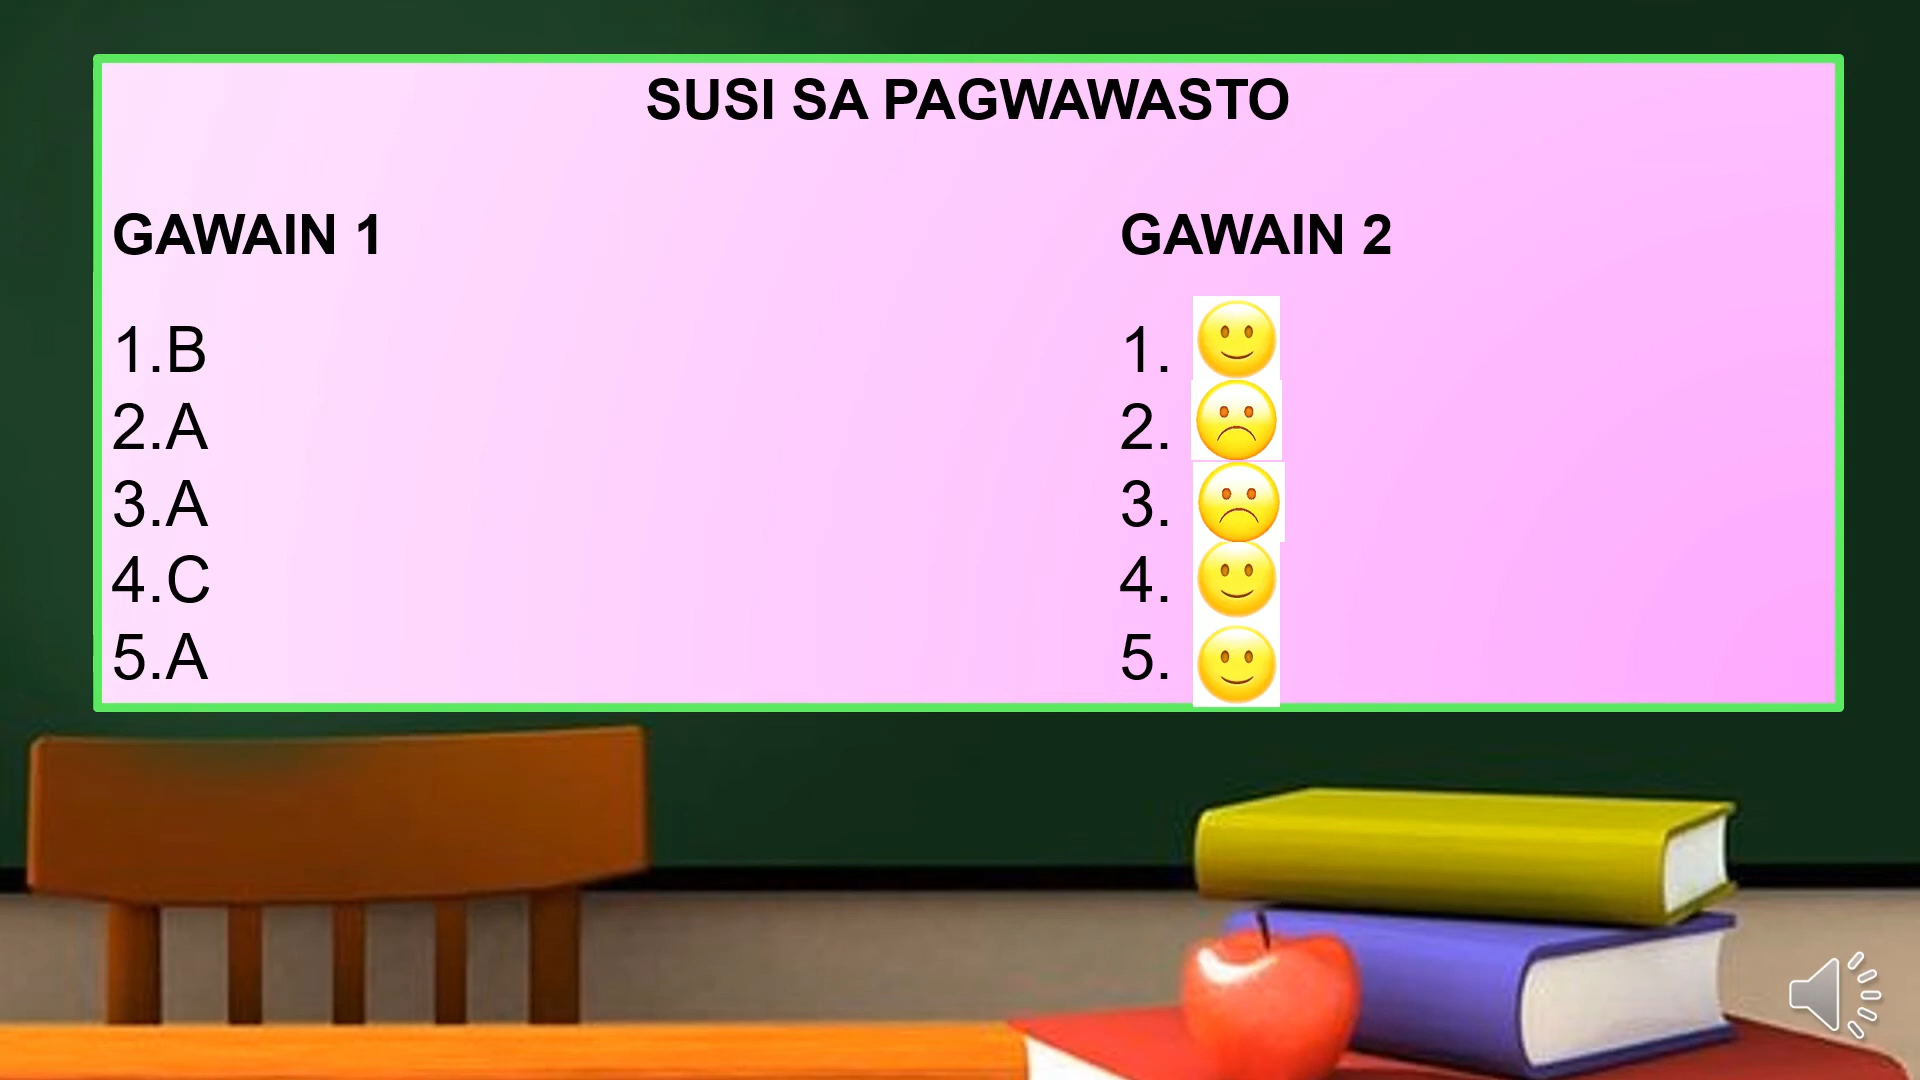 SUSI SA PAGWAWASTO
GAWAIN 1
1.B
2.A
3.A
4.C
5.A
GAWAIN 2
1. 🙂
2. ☹️
3. ☹️
4. 🙂
5. 🙂